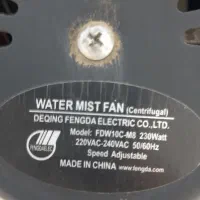 WATER MIST FAN (Centrifugal)
DEQING FENGDA ELECTRIC CO.,LTD.
FENGDAELE
Model: FDW10C-M8 230Watt
220VAC-240VAC 50/60Hz
Speed Adjustable
MADE IN CHINA www.fengda.com